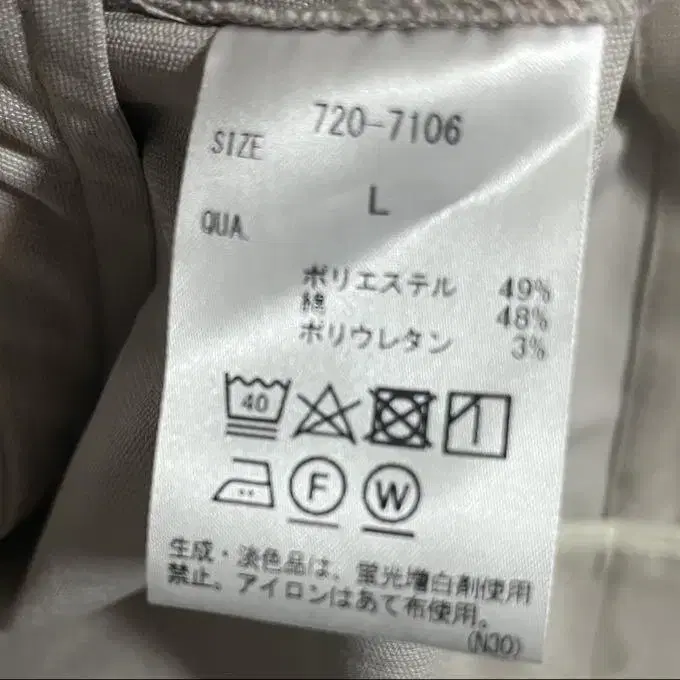 720-7106
SIZE
L
QUA.
ポリエステル 49%
綿 48%
ポリウレタン 3%
40
F W
生成・淡色品は、蛍光増白剤使用
禁止。アイロンはあて布使用。
(N30)